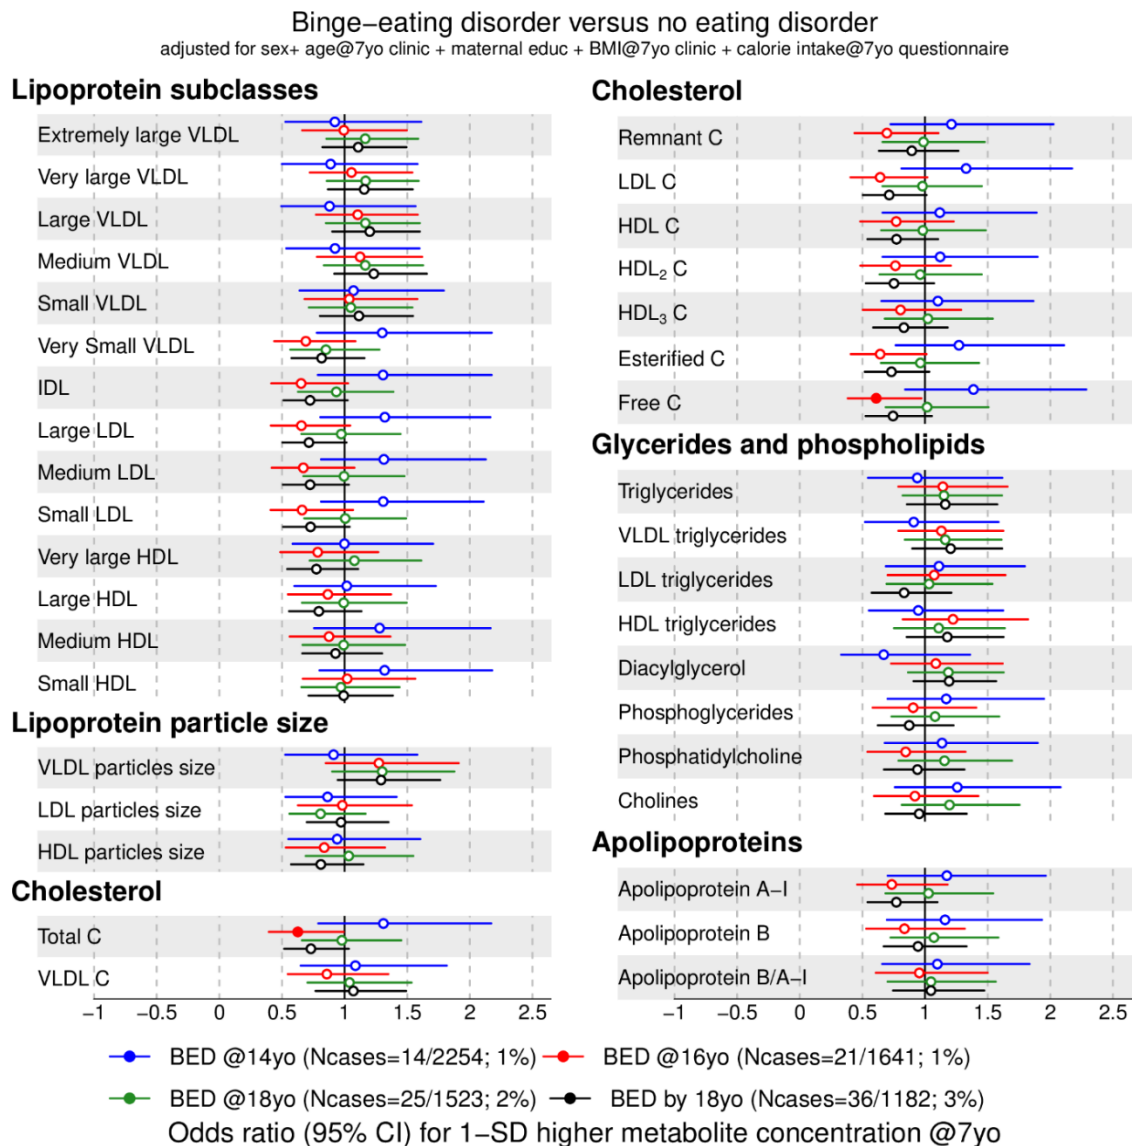 Binge−eating disorder versus no eating disorder
adjusted for sex+ age@7yo clinic + maternal educ + BMI@7yo clinic + calorie intake@7yo questionnaire
Lipoprotein subclasses
Extremely large VLDL
Very large VLDL
Large VLDL
Medium VLDL
Small VLDL
Very Small VLDL
IDL
Large LDL
Medium LDL
Small LDL
Very large HDL
Large HDL
Medium HDL
Small HDL
Lipoprotein particle size
VLDL particles size
LDL particles size
HDL particles size
Cholesterol
Total C
VLDL C
−1 −0.5 0 0.5 1 1.5 2 2.5
Cholesterol
Remnant C
LDL C
HDL C
HDL₂ C
HDL₃ C
Esterified C
Free C
Glycerides and phospholipids
Triglycerides
VLDL triglycerides
LDL triglycerides
HDL triglycerides
Diacylglycerol
Phosphoglycerides
Phosphatidylcholine
Cholines
Apolipoproteins
Apolipoprotein A−I
Apolipoprotein B
Apolipoprotein B/A−I
−1 −0.5 0 0.5 1 1.5 2 2.5
BED @14yo (Ncases=14/2254; 1%)
BED @16yo (Ncases=21/1641; 1%)
BED @18yo (Ncases=25/1523; 2%)
BED by 18yo (Ncases=36/1182; 3%)
Odds ratio (95% CI) for 1−SD higher metabolite concentration @7yo